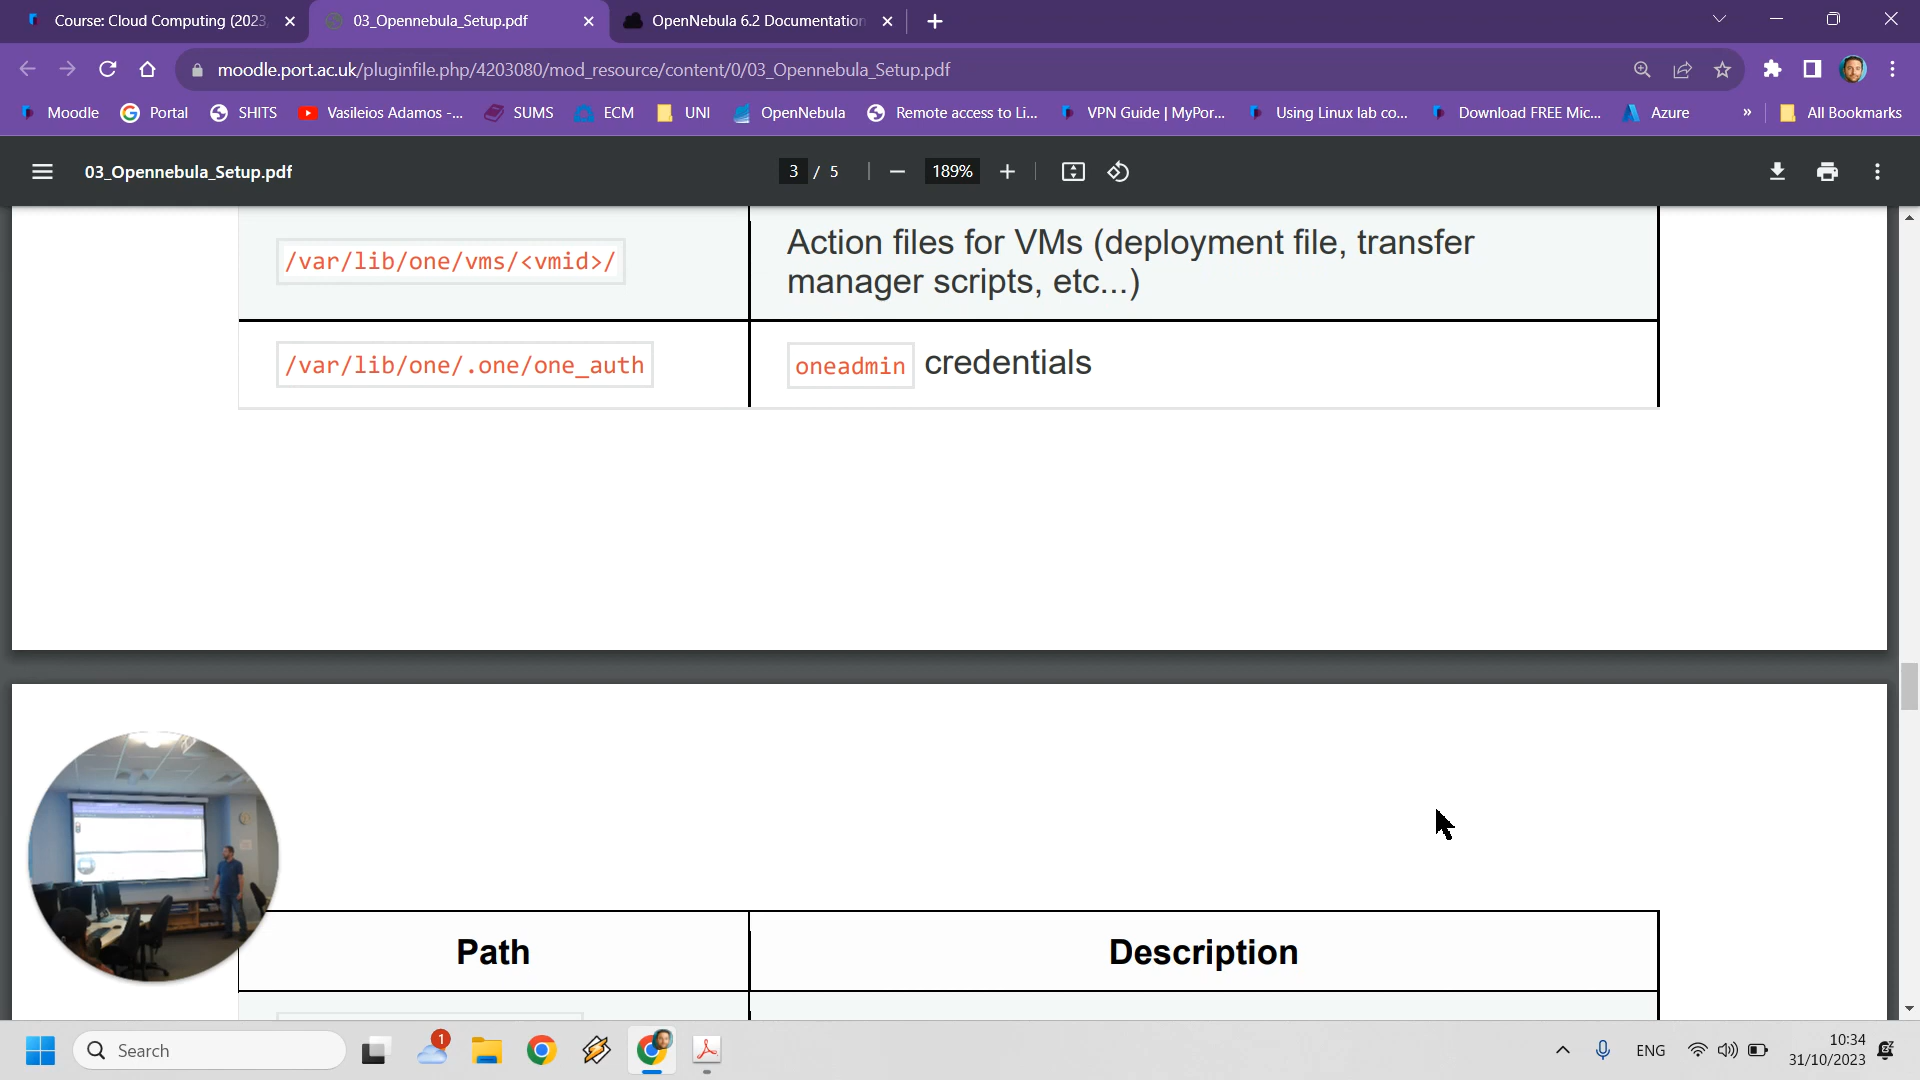 Course: Cloud Computing (2023
03_Opennebula_Setup.pdf
OpenNebula 6.2 Documentation
moodle.port.ac.uk/pluginfile.php/4203080/mod_resource/content/0/03_Opennebula_Setup.pdf
Moodle
Portal
SHITS
Vasileios Adamos -...
SUMS
ECM
UNI
OpenNebula
Remote access to Li...
VPN Guide | MyPor...
Using Linux lab co...
Download FREE Mic...
Azure
»
All Bookmarks
03_Opennebula_Setup.pdf
3 / 5
189%
/var/lib/one/vms/<vmid>/
Action files for VMs (deployment file, transfer
manager scripts, etc...)
/var/lib/one/.one/one_auth
oneadmin credentials
Path
Description
Search
1
ENG
10:34
31/10/2023